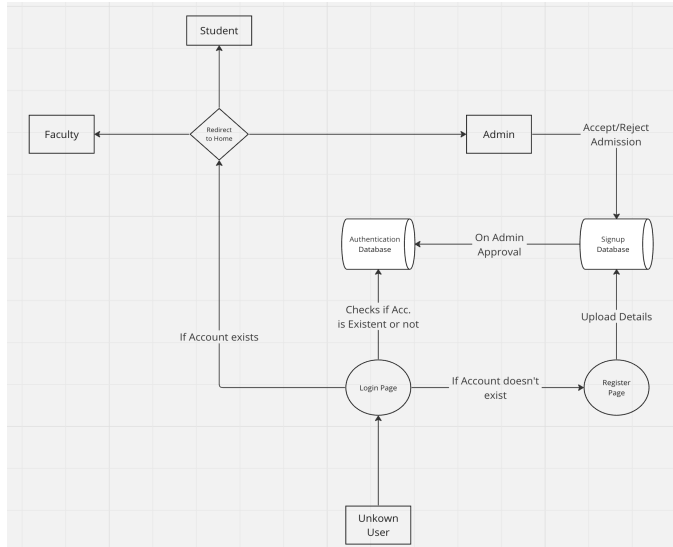 Student
Faculty
Redirect
to Home
Admin
Accept/Reject
Admission
Authentication
Database
On Admin
Approval
Signup
Database
Checks if Acc.
is Existent or not
Upload Details
If Account exists
Login Page
If Account doesn't
exist
Register
Page
Unkown
User